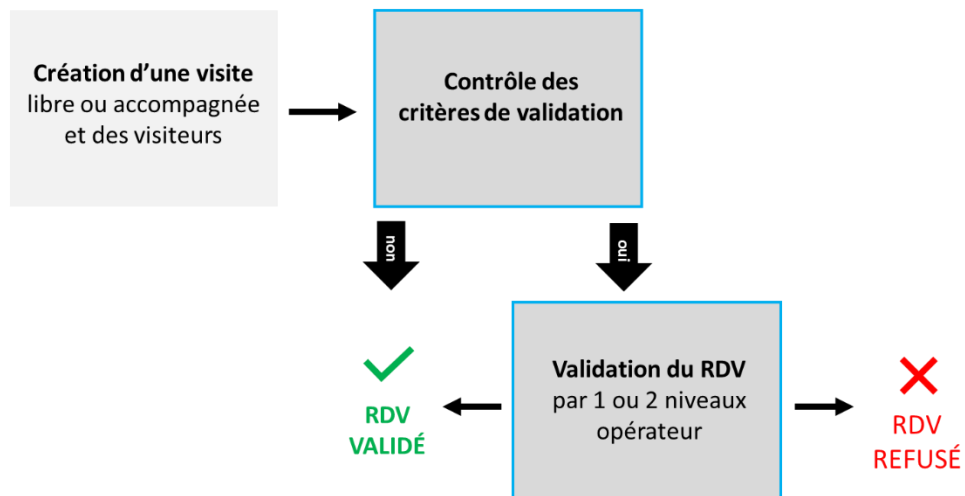 Création d'une visite
libre ou accompagnée
et des visiteurs
Contrôle des
critères de validation
non
oui
Validation du RDV
par 1 ou 2 niveaux
opérateur
RDV
VALIDÉ
RDV
REFUSÉ